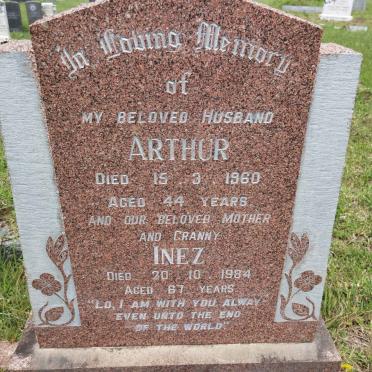 In Loving Memory
of
MY BELOVED HUSBAND
ARTHUR
DIED 15 · 3 · 1960
AGED 44 YEARS.
AND OUR BELOVED MOTHER
AND GRANNY
INEZ
DIED 20 · 10 · 1984
AGED 67 YEARS
"LO, I AM WITH YOU ALWAY
EVEN UNTO THE END
OF THE WORLD"